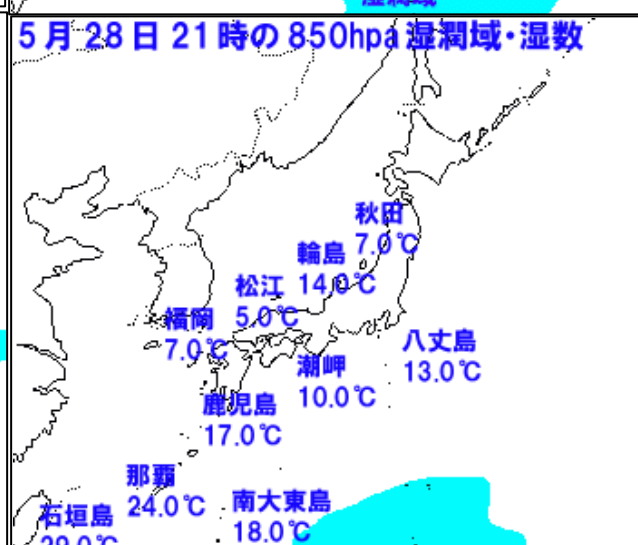 湿潤域
5月28日21時の850hpa湿潤域・湿数
秋田
7.0℃
輪島
14.0℃
松江
5.0℃
福岡
7.0℃
八丈島
13.0℃
潮岬
10.0℃
鹿児島
17.0℃
那覇
24.0℃
南大東島
18.0℃
石垣島